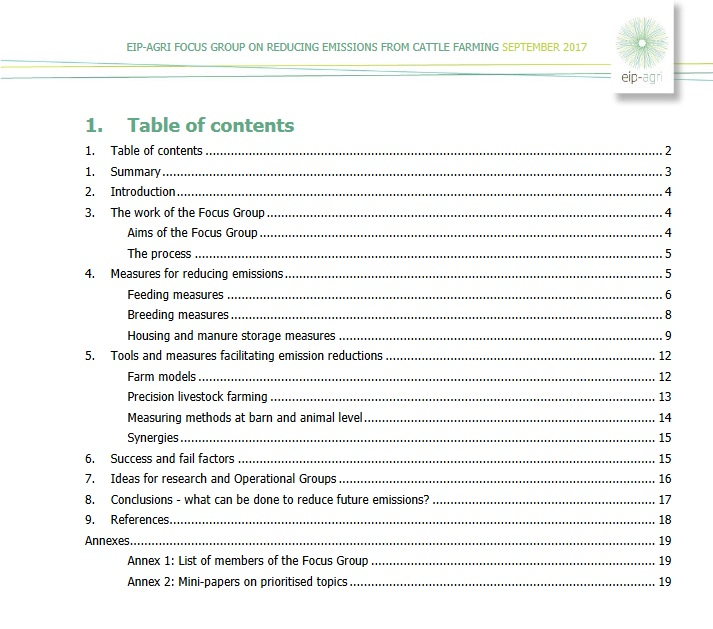 EIP-AGRI FOCUS GROUP ON REDUCING EMISSIONS FROM CATTLE FARMING SEPTEMBER 2017
eip-agri
1. Table of contents
1. Table of contents ........ 2
1. Summary ........ 3
2. Introduction ........ 4
3. The work of the Focus Group ........ 4
Aims of the Focus Group ........ 4
The process ........ 5
4. Measures for reducing emissions ........ 5
Feeding measures ........ 6
Breeding measures ........ 8
Housing and manure storage measures ........ 9
5. Tools and measures facilitating emission reductions ........ 12
Farm models ........ 12
Precision livestock farming ........ 13
Measuring methods at barn and animal level ........ 14
Synergies ........ 15
6. Success and fail factors ........ 15
7. Ideas for research and Operational Groups ........ 16
8. Conclusions - what can be done to reduce future emissions? ........ 17
9. References ........ 18
Annexes ........ 19
Annex 1: List of members of the Focus Group ........ 19
Annex 2: Mini-papers on prioritised topics ........ 19